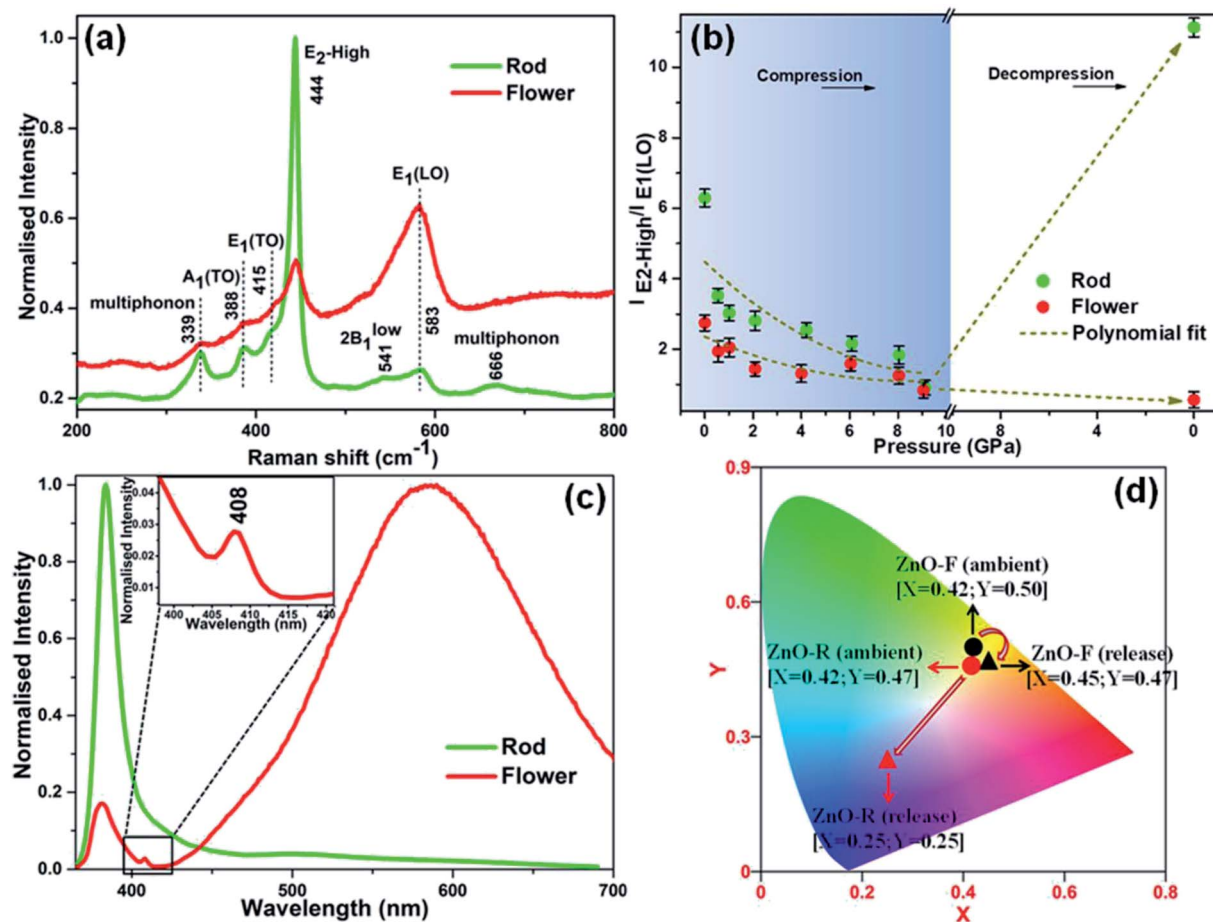 (a)
E2-High
444
Rod
Flower
E1(LO)
E1(TO)
A1(TO)
415
388
multiphonon
339
2B1low
541
583
multiphonon
666
Normalised Intensity
1.0
0.8
0.6
0.4
0.2
200 300 400 500 600 700 800
Raman shift (cm-1)
(b)
Compression
Decompression
I E2-High/I E1(LO)
11
10
8
6
4
2
Rod
Flower
Polynomial fit
0 2 4 6 8 10 8 4 0
Pressure (GPa)
(c)
408
Normalised Intensity
0.04
0.03
0.02
0.01
400 405 410 415 420
Wavelength (nm)
Rod
Flower
Normalised Intensity
1.0
0.8
0.6
0.4
0.2
0.0
400 500 600 700
Wavelength (nm)
(d)
ZnO-F (ambient)
[X=0.42;Y=0.50]
ZnO-R (ambient)
[X=0.42;Y=0.47]
ZnO-F (release)
[X=0.45;Y=0.47]
ZnO-R (release)
[X=0.25;Y=0.25]
Y
0.9
0.6
0.3
0
0 0.2 0.4 0.6 0.8
X